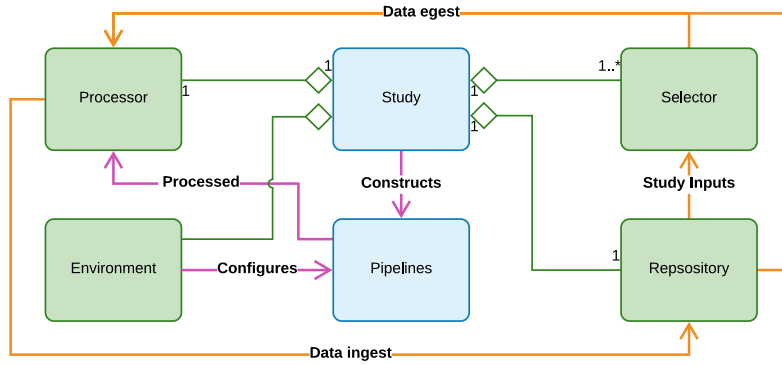 Data egest
Processor
1
1
Study
1
1
1..*
Selector
Processed
Constructs
Study Inputs
Environment
Configures
Pipelines
1
Repsository
Data ingest